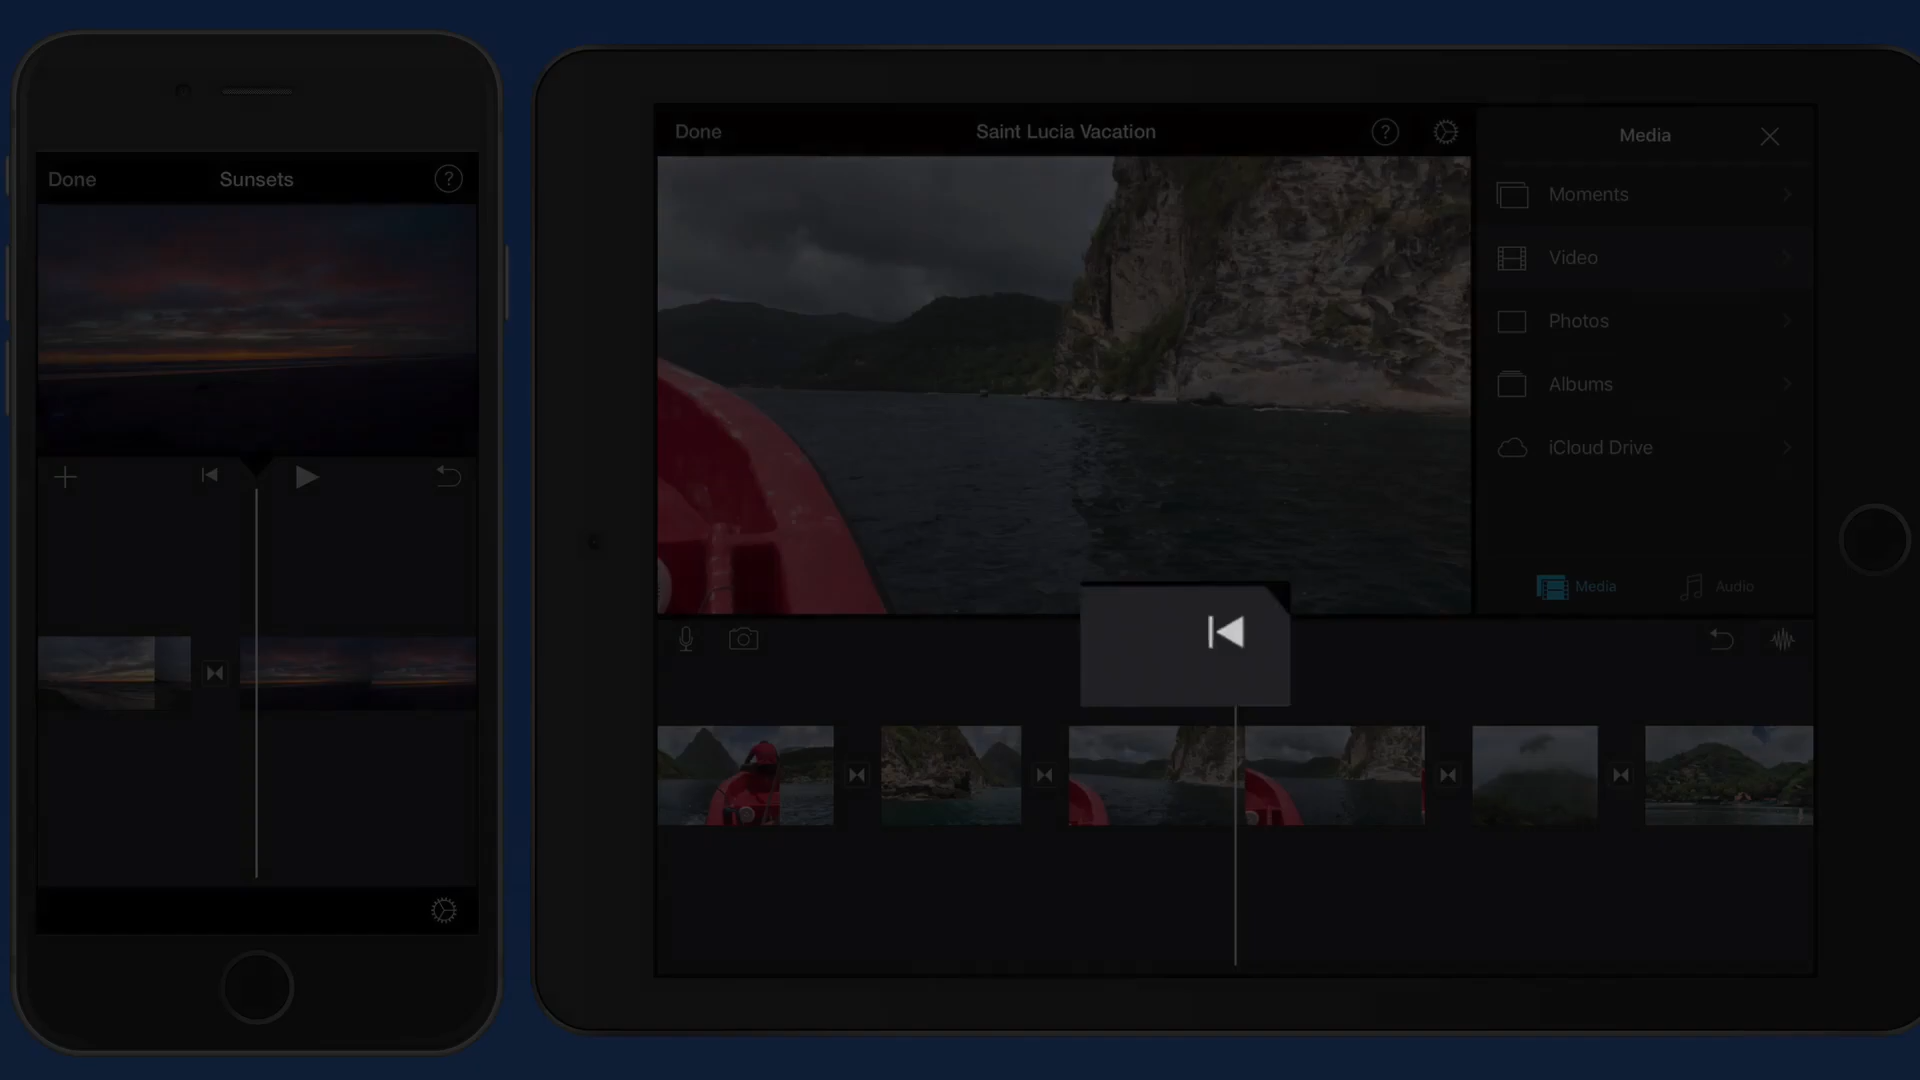 Done Sunsets ?
Done Saint Lucia Vacation ?
Media
Moments
Video
Photos
Albums
iCloud Drive
Media Audio